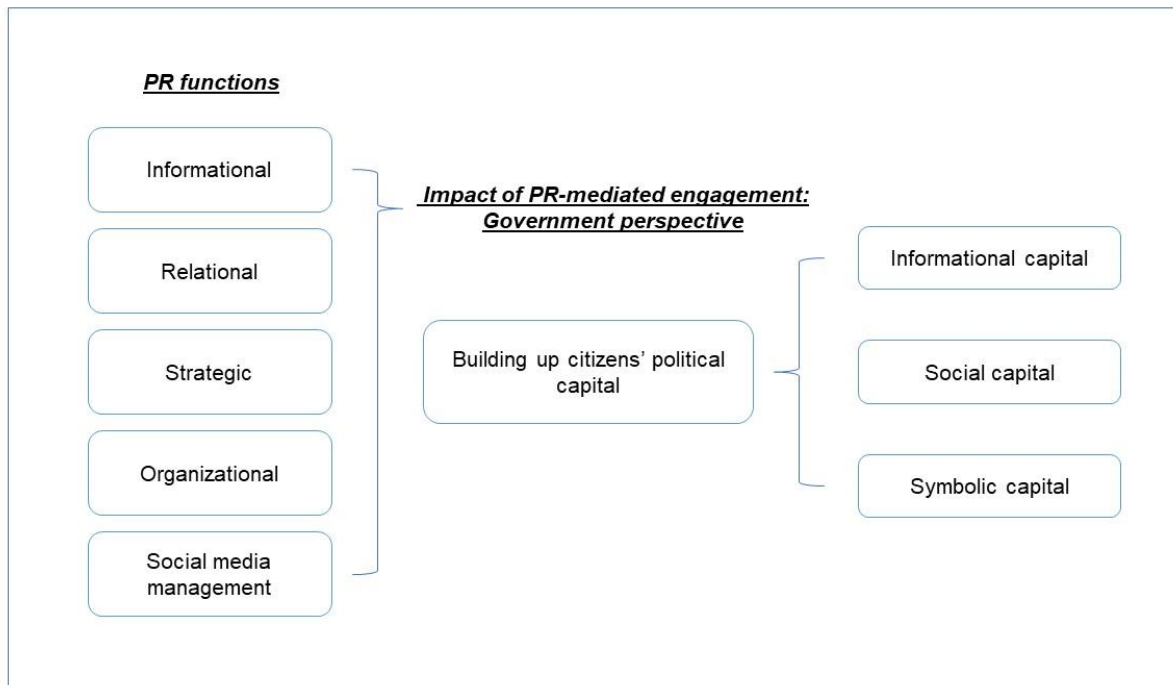 PR functions
Informational
Relational
Strategic
Organizational
Social media
management
Impact of PR-mediated engagement:
Government perspective
Building up citizens’ political
capital
Informational capital
Social capital
Symbolic capital